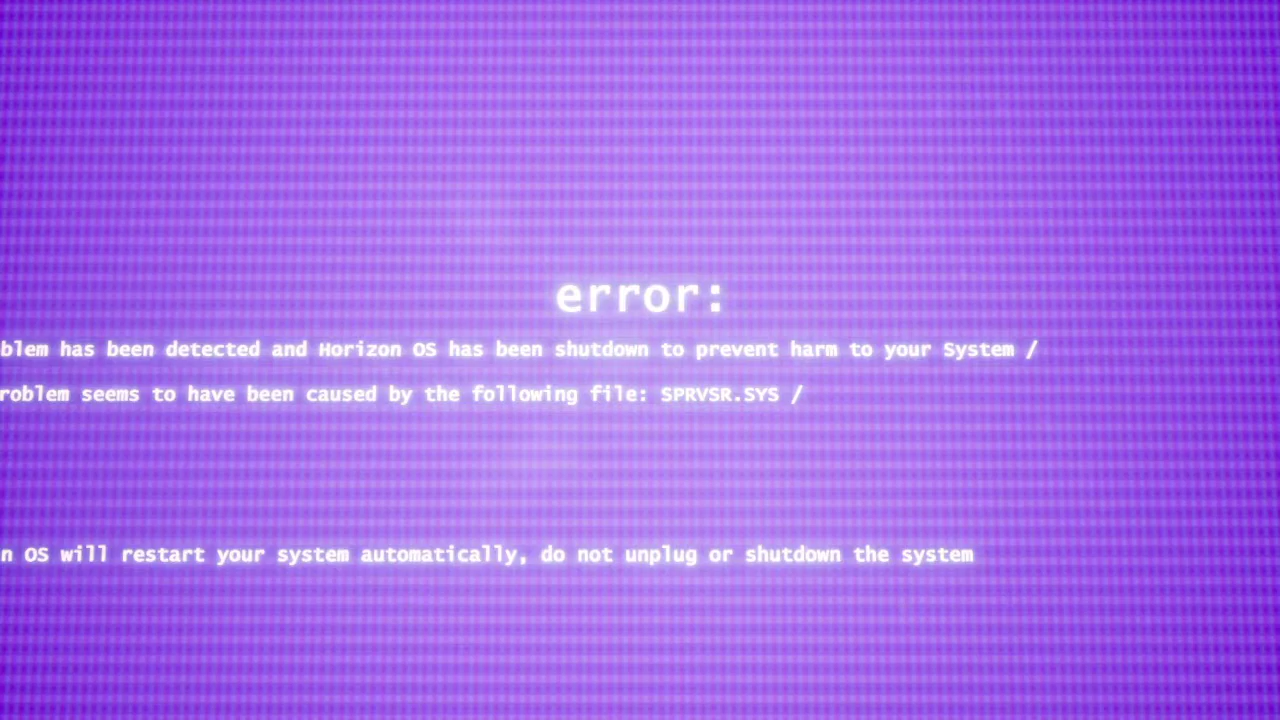 error:
blem has been detected and Horizon OS has been shutdown to prevent harm to your System /
roblem seems to have been caused by the following file: SPRVSR.SYS /
n OS will restart your system automatically, do not unplug or shutdown the system